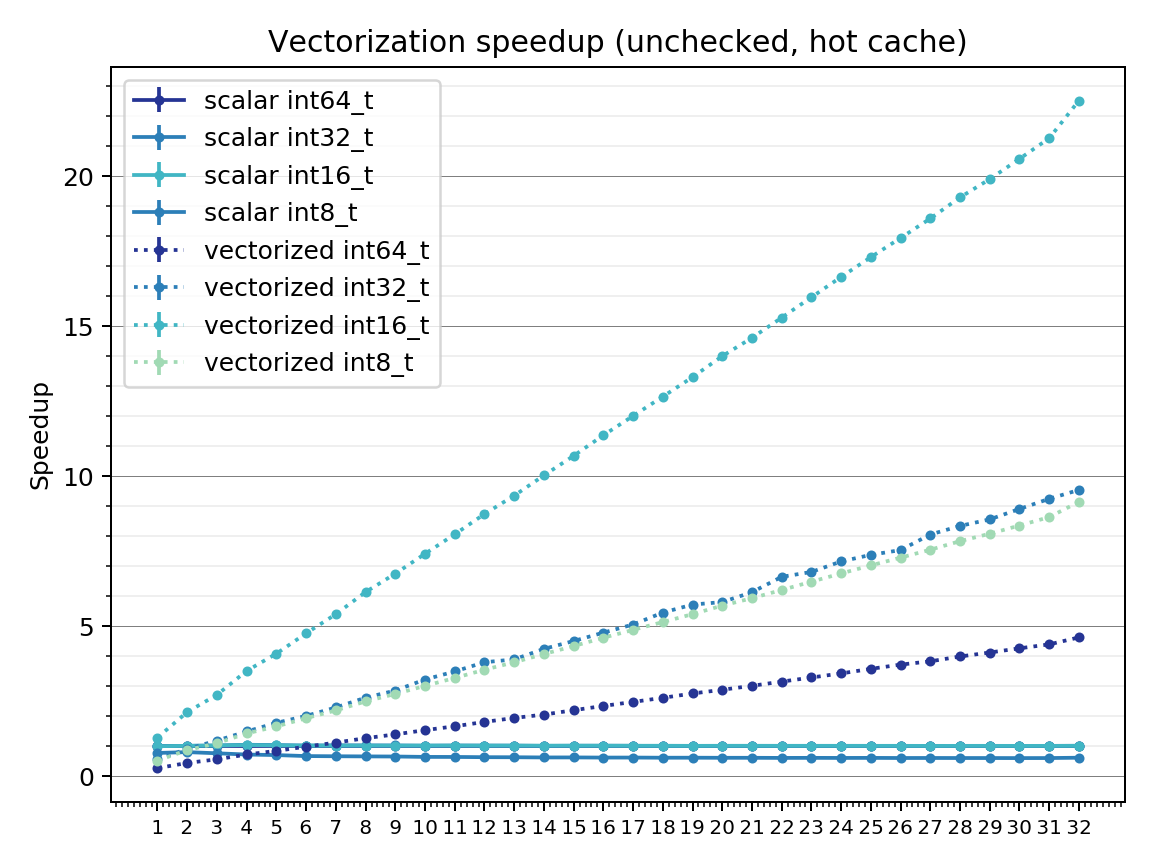 Vectorization speedup (unchecked, hot cache)
scalar int64_t
scalar int32_t
scalar int16_t
scalar int8_t
vectorized int64_t
vectorized int32_t
vectorized int16_t
vectorized int8_t
Speedup
20
15
10
5
0
1 2 3 4 5 6 7 8 9 10 11 12 13 14 15 16 17 18 19 20 21 22 23 24 25 26 27 28 29 30 31 32